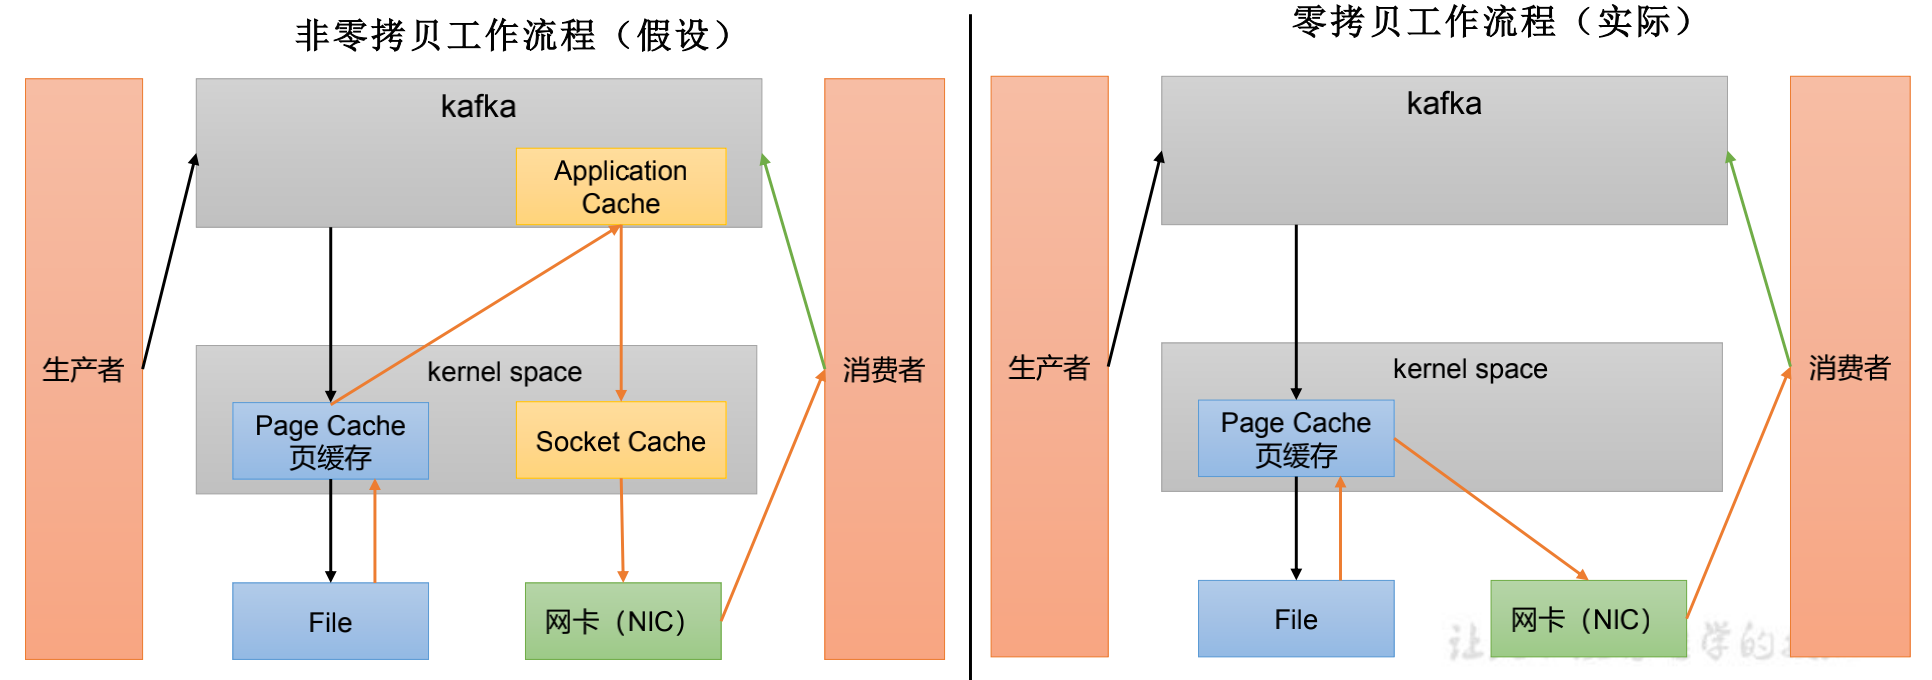 非零拷贝工作流程（假设）
kafka
Application
Cache
生产者
kernel space
消费者
Page Cache
页缓存
Socket Cache
File
网卡（NIC）
零拷贝工作流程（实际）
kafka
生产者
kernel space
消费者
Page Cache
页缓存
File
网卡（NIC）